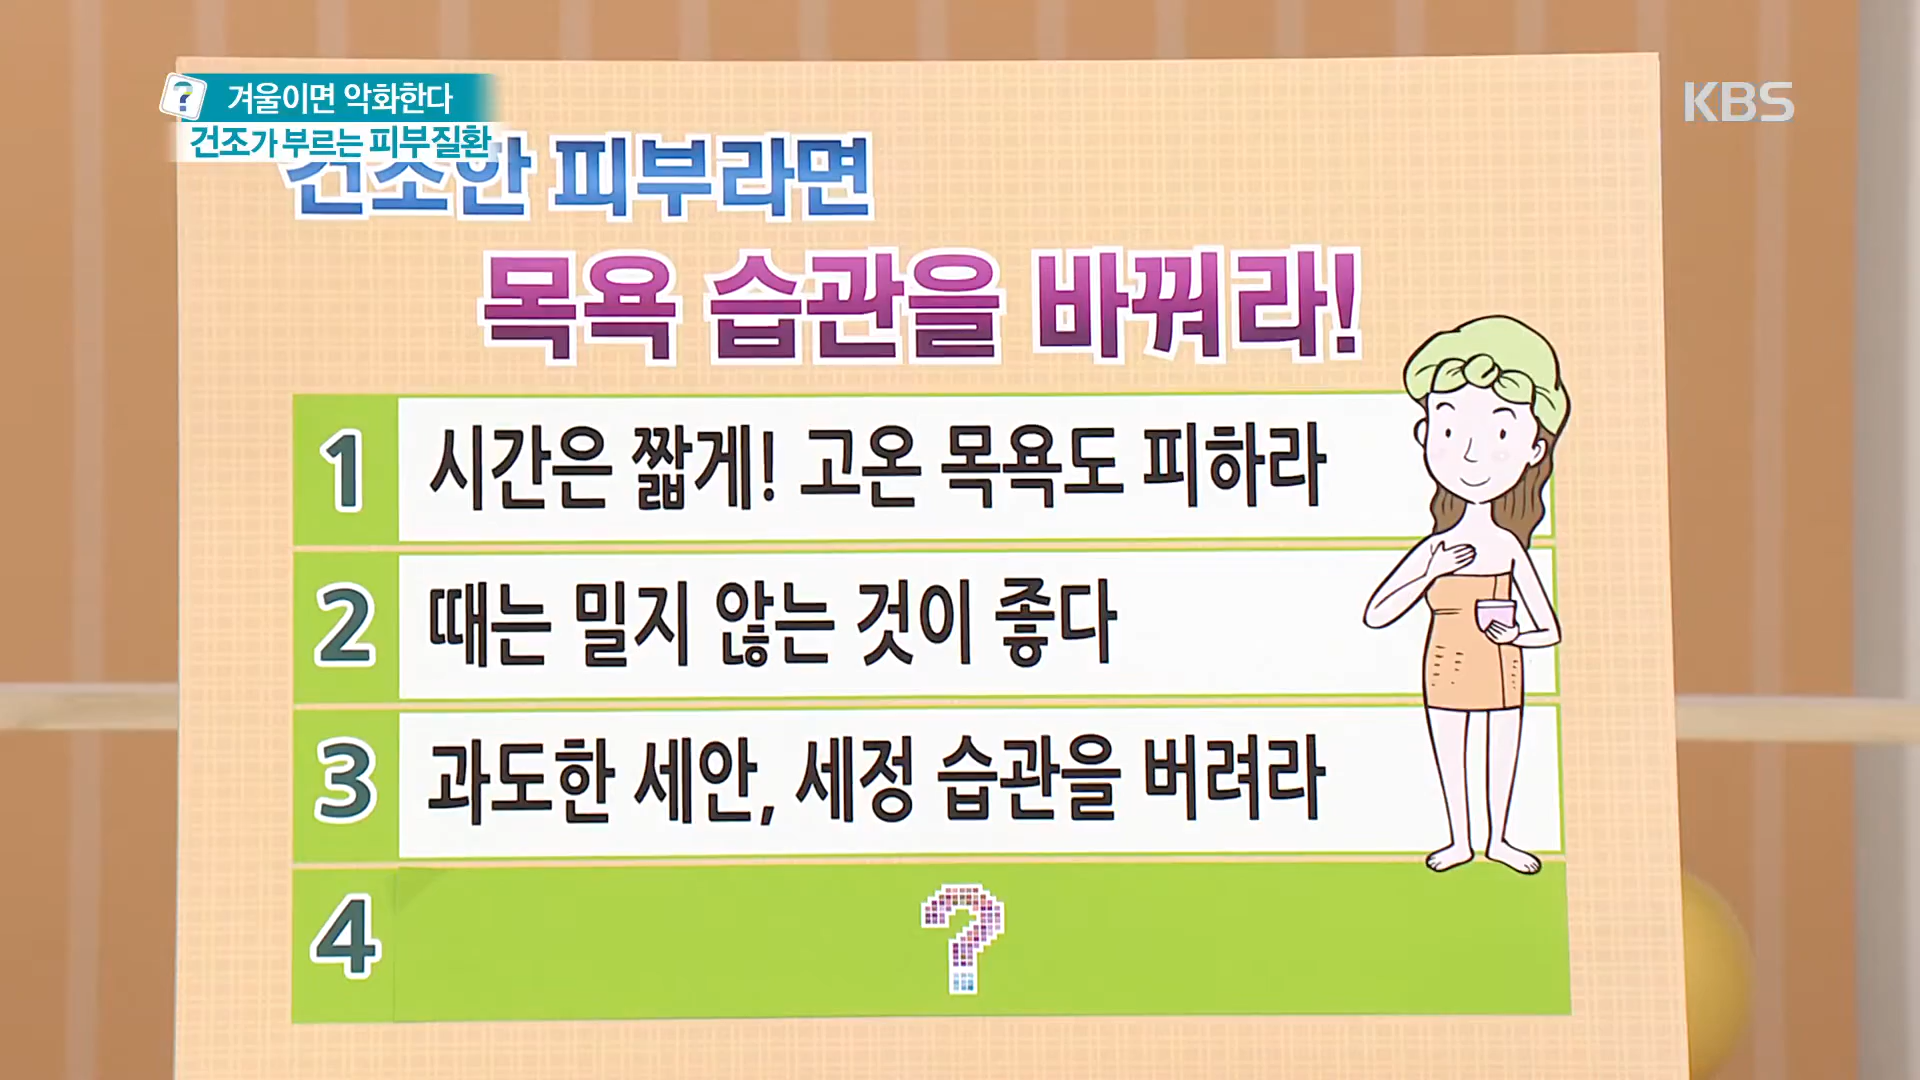 ? 겨울이면 악화한다
건조가 부르는 피부질환
KBS
건조한 피부라면
목욕 습관을 바꿔라!
1 시간은 짧게! 고온 목욕도 피하라
2 때는 밀지 않는 것이 좋다
3 과도한 세안, 세정 습관을 버려라
4 ?